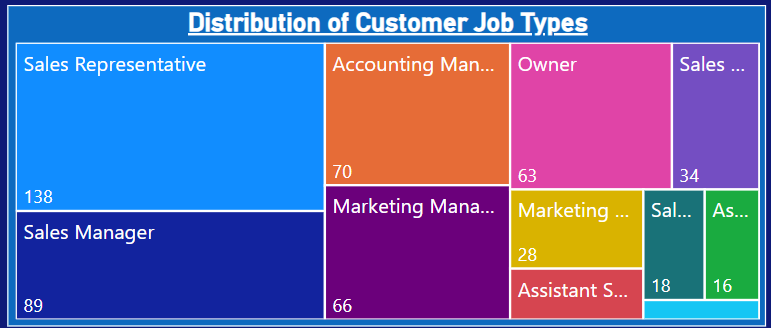 Distribution of Customer Job Types
Sales Representative
138
Sales Manager
89
Accounting Man...
70
Marketing Mana...
66
Owner
63
Sales ...
34
Marketing ...
28
Assistant S...
Sal...
18
As...
16